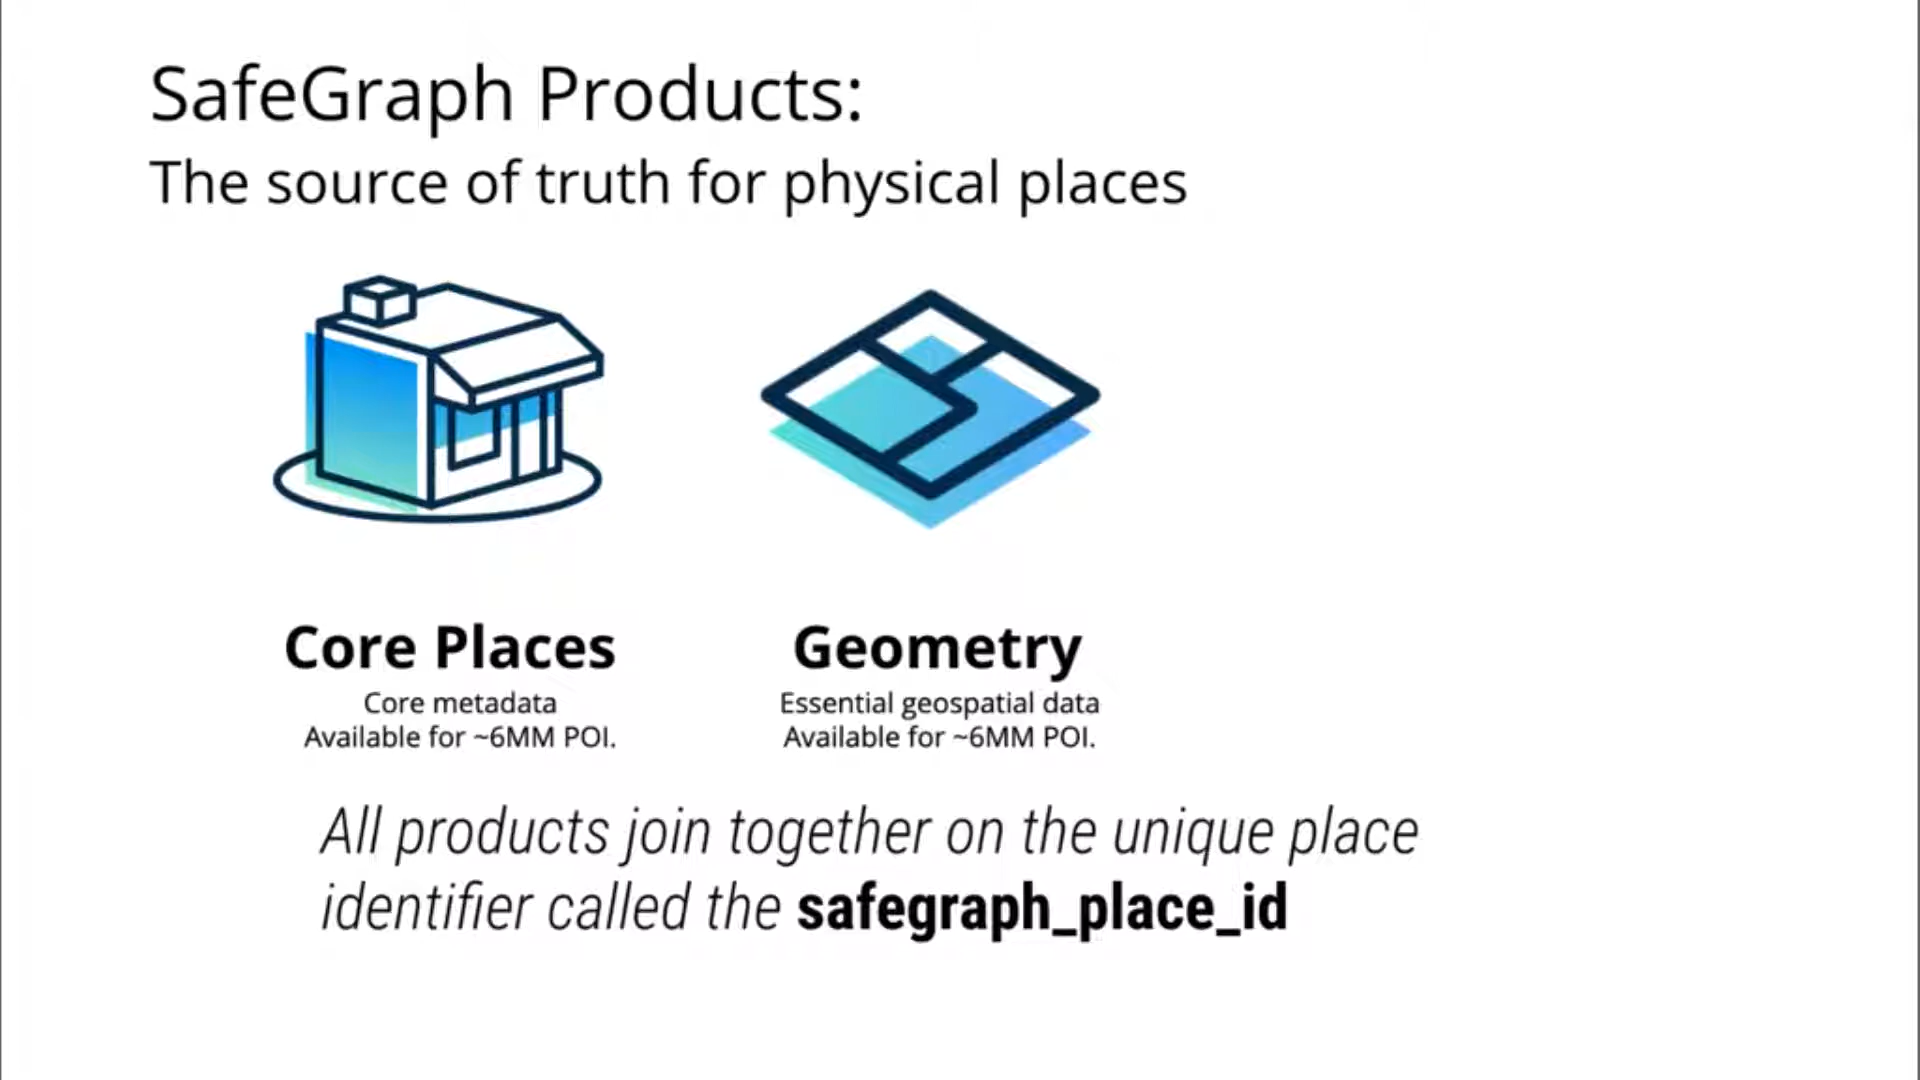 SafeGraph Products:
The source of truth for physical places
Core Places
Core metadata
Available for ~6MM POI.
Geometry
Essential geospatial data
Available for ~6MM POI.
All products join together on the unique place
identifier called the safegraph_place_id